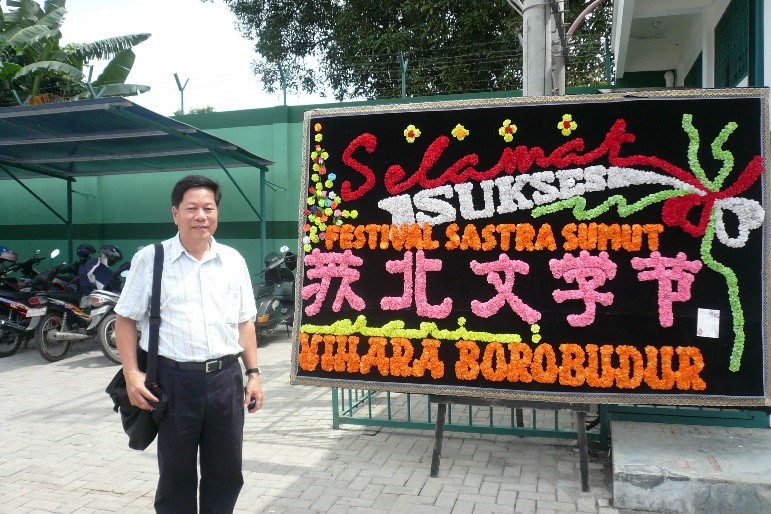 Selamat
SUKSES
FESTIVAL SASTRA SUMUT
苏北文学节
VIHARA BOROBUDUR